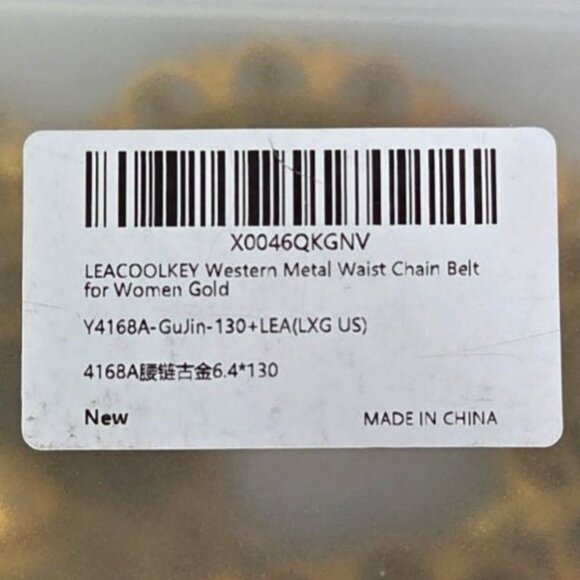 X0046QKGNV
LEACOOLKEY Western Metal Waist Chain Belt
for Women Gold
Y4168A-GuJin-130+LEA(LXG US)
4168A腰链古金6.4*130
New
MADE IN CHINA